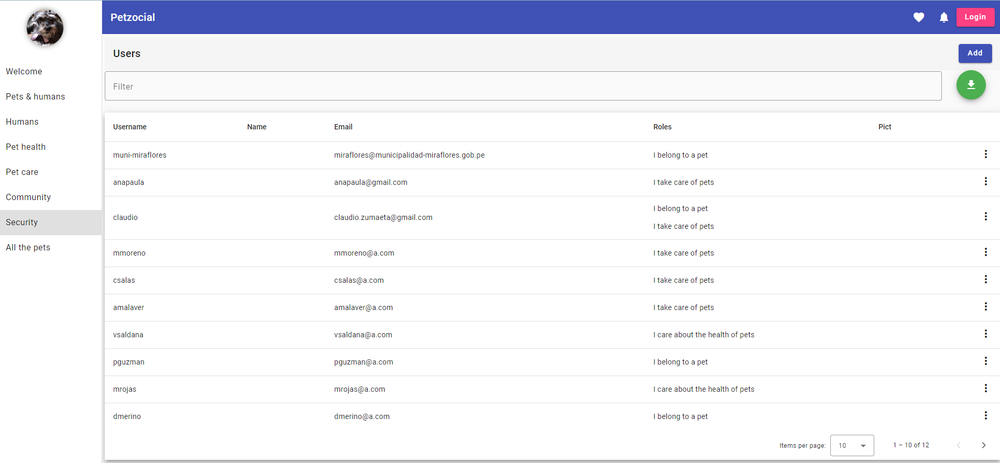 Petzocial
Login
Welcome
Pets & humans
Humans
Pet health
Pet care
Community
Security
All the pets
Users
Add
Filter
Username Name Email Roles Pict
muni-miraflores miraflores@municipalidad-miraflores.gob.pe I belong to a pet
anapaula anapaula@gmail.com I take care of pets
claudio claudio.zumaeta@gmail.com I belong to a pet
I take care of pets
mmoreno mmoreno@a.com I take care of pets
csalas csalas@a.com I take care of pets
amalaver amalaver@a.com I take care of pets
vsaldana vsaldana@a.com I care about the health of pets
pguzman pguzman@a.com I belong to a pet
mrojas mrojas@a.com I care about the health of pets
dmerino dmerino@a.com I belong to a pet
Items per page: 10 1 – 10 of 12